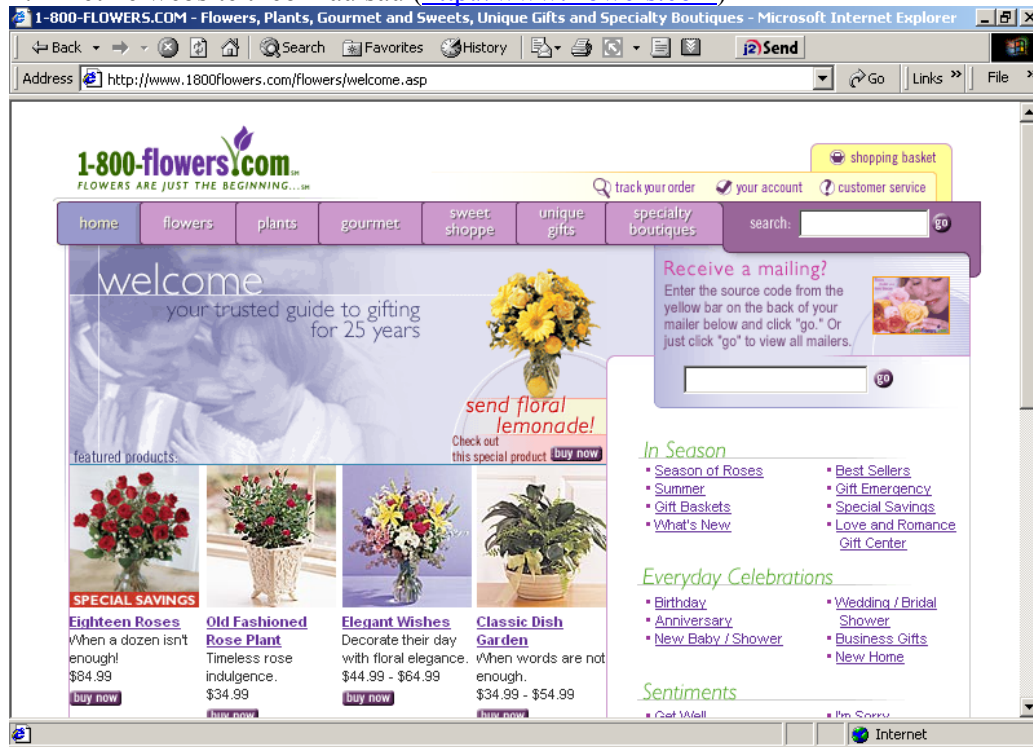 1-800-FLOWERS.COM - Flowers, Plants, Gourmet and Sweets, Unique Gifts and Specialty Boutiques - Microsoft Internet Explorer
Back Search Favorites History j2 Send
Address http://www.1800flowers.com/flowers/welcome.asp Go Links » File »
1-800-flowers.com SM
FLOWERS ARE JUST THE BEGINNING... SM
shopping basket
track your order your account customer service
home flowers plants gourmet sweet shoppe unique gifts specialty boutiques search: go
welcome
your trusted guide to gifting
for 25 years
send floral
lemonade!
Check out
this special product buy now
featured products:
Receive a mailing?
Enter the source code from the
yellow bar on the back of your
mailer below and click "go." Or
just click "go" to view all mailers.
go
SPECIAL SAVINGS
Eighteen Roses
When a dozen isn't
enough!
$84.99
buy now
Old Fashioned
Rose Plant
Timeless rose
indulgence.
$34.99
buy now
Elegant Wishes
Decorate their day
with floral elegance.
$44.99 - $64.99
buy now
Classic Dish
Garden
When words are not
enough.
$34.99 - $54.99
buy now
In Season
Season of Roses
Summer
Gift Baskets
What's New
Best Sellers
Gift Emergency
Special Savings
Love and Romance
Gift Center
Everyday Celebrations
Birthday
Anniversary
New Baby / Shower
Wedding / Bridal
Shower
Business Gifts
New Home
Sentiments
Get Well
I'm Sorry
Internet